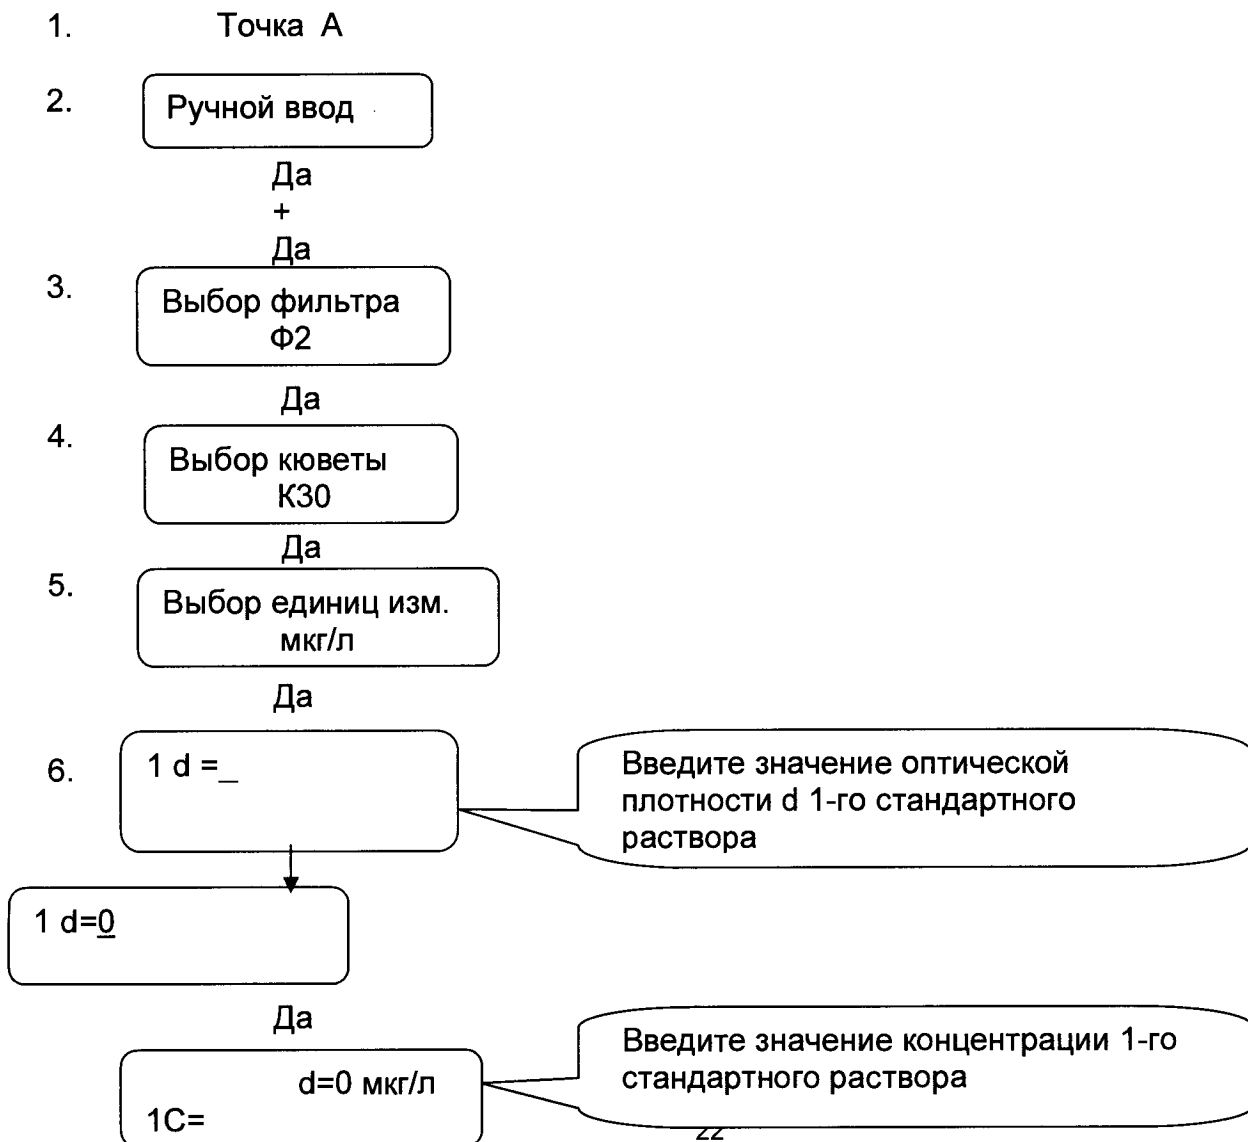 1. Точка А
2. Ручной ввод
Да
+
Да
3. Выбор фильтра
Ф2
Да
4. Выбор кюветы
К30
Да
5. Выбор единиц изм.
мкг/л
Да
6. 1 d =_
Введите значение оптической
плотности d 1-го стандартного
раствора
1 d=0
Да
d=0 мкг/л
1С=
Введите значение концентрации 1-го
стандартного раствора
22